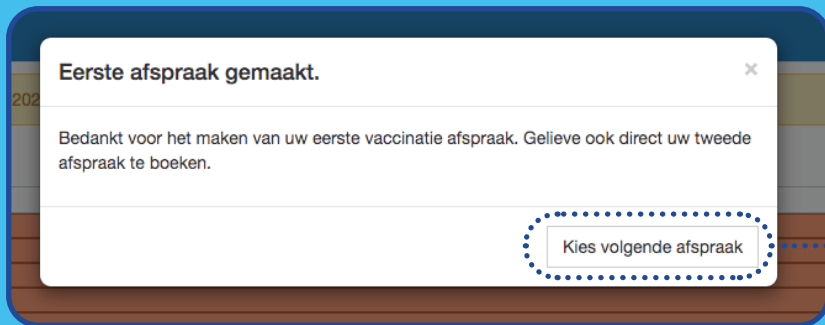 Eerste afspraak gemaakt.
×
202
Bedankt voor het maken van uw eerste vaccinatie afspraak. Gelieve ook direct uw tweede
afspraak te boeken.
Kies volgende afspraak